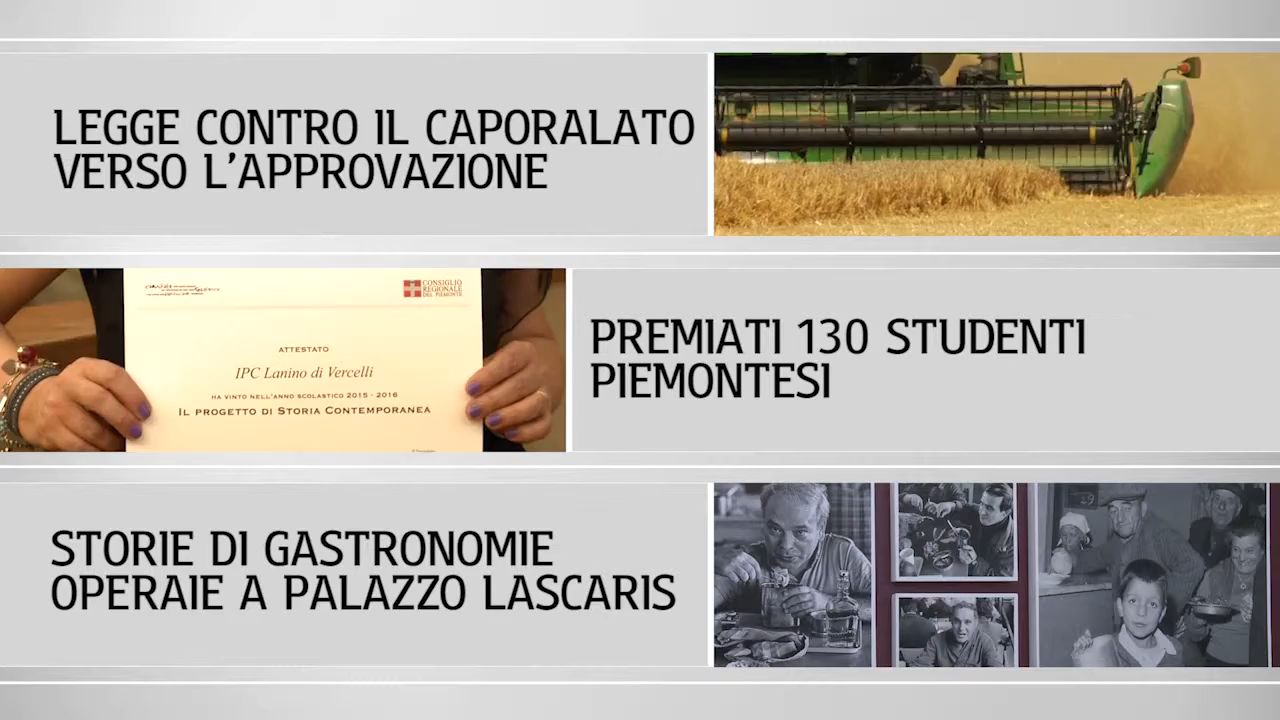 LEGGE CONTRO IL CAPORALATO
VERSO L'APPROVAZIONE
CONSIGLIO
REGIONALE
DEL PIEMONTE
ATTESTATO
IPC Lanino di Vercelli
HA VINTO NELL'ANNO SCOLASTICO 2015 - 2016
IL PROGETTO DI STORIA CONTEMPORANEA
PREMIATI 130 STUDENTI
PIEMONTESI
STORIE DI GASTRONOMIE
OPERAIE A PALAZZO LASCARIS